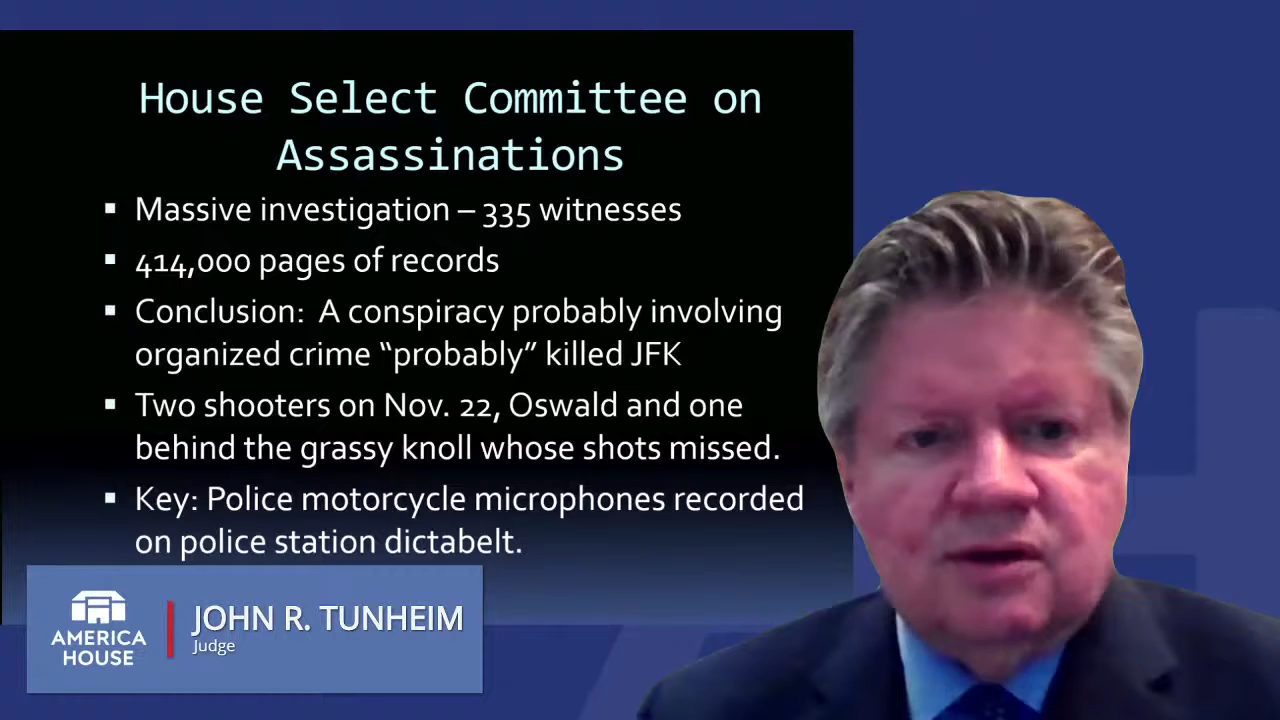 House Select Committee on
Assassinations
▪ Massive investigation – 335 witnesses
▪ 414,000 pages of records
▪ Conclusion:  A conspiracy probably involving
organized crime “probably” killed JFK
▪ Two shooters on Nov. 22, Oswald and one
behind the grassy knoll whose shots missed.
▪ Key: Police motorcycle microphones recorded
on police station dictabelt.
AMERICA
HOUSE
JOHN R. TUNHEIM
Judge